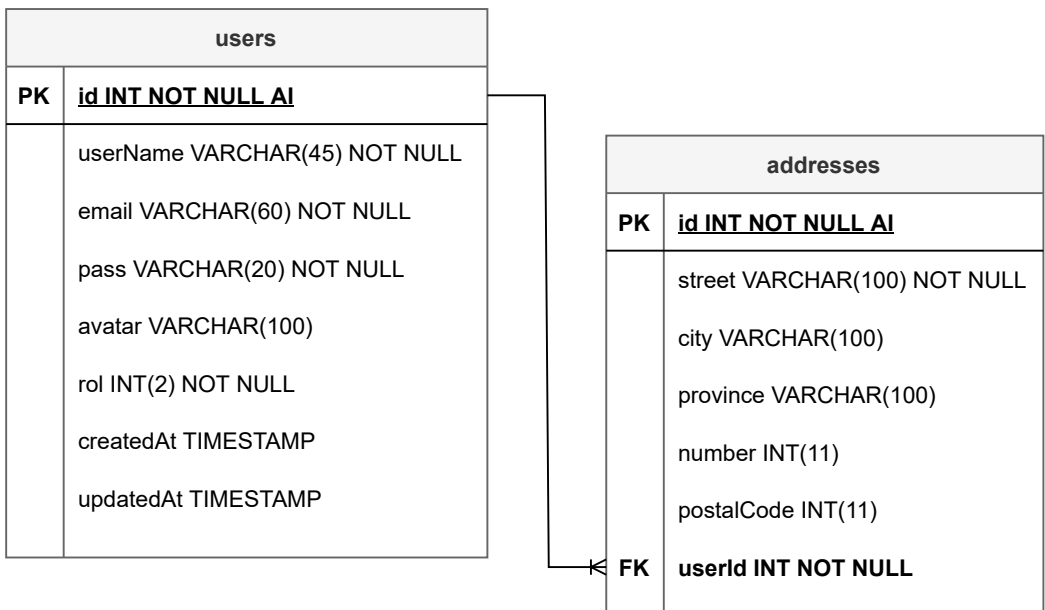 users
PK id INT NOT NULL AI
userName VARCHAR(45) NOT NULL
email VARCHAR(60) NOT NULL
pass VARCHAR(20) NOT NULL
avatar VARCHAR(100)
rol INT(2) NOT NULL
createdAt TIMESTAMP
updatedAt TIMESTAMP
addresses
PK id INT NOT NULL AI
street VARCHAR(100) NOT NULL
city VARCHAR(100)
province VARCHAR(100)
number INT(11)
postalCode INT(11)
FK userId INT NOT NULL